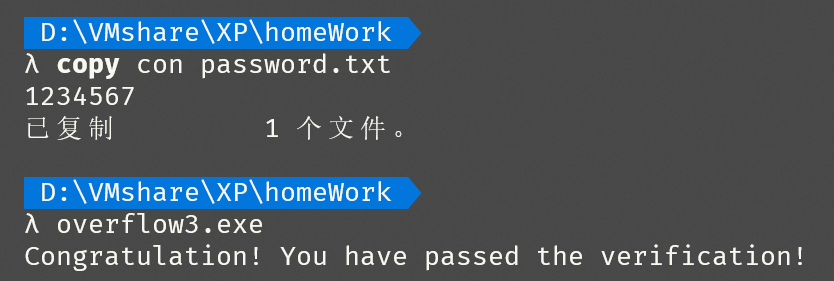 D:\VMshare\XP\homeWork
λ copy con password.txt
1234567
已复制         1 个文件。
D:\VMshare\XP\homeWork
λ overflow3.exe
Congratulation! You have passed the verification!